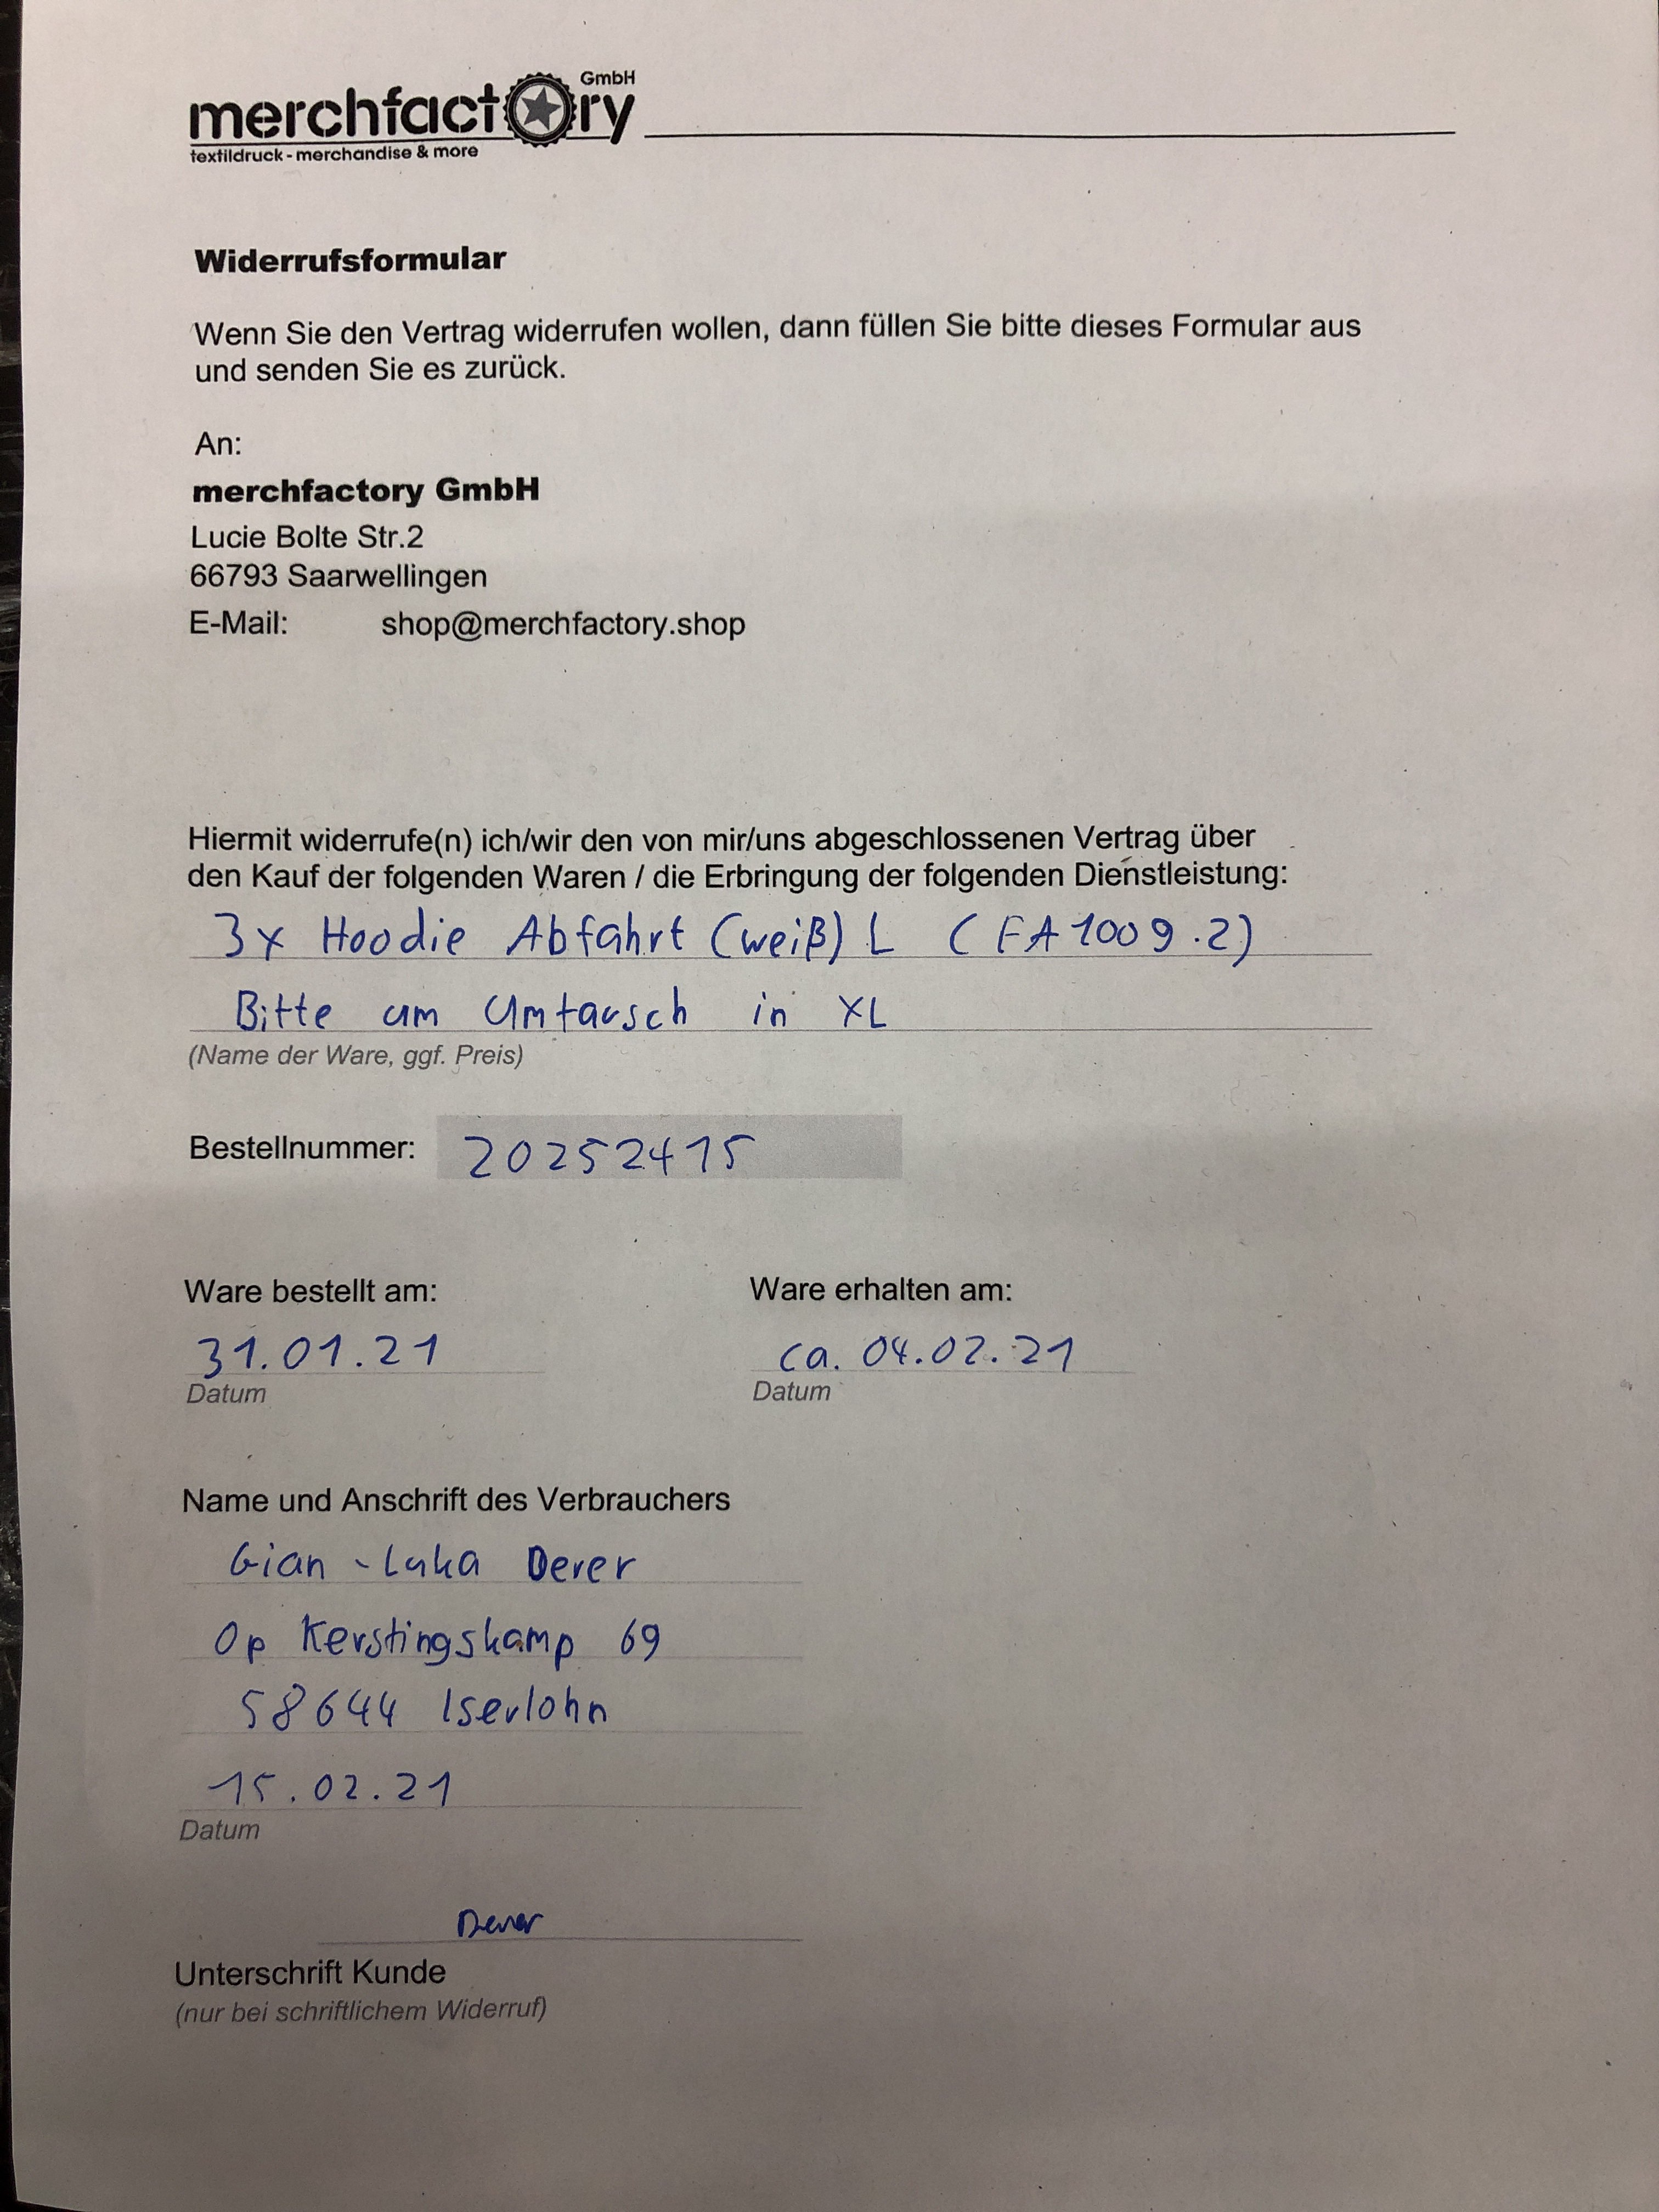 merchfactory GmbH
textildruck - merchandise & more
Widerrufsformular
Wenn Sie den Vertrag widerrufen wollen, dann füllen Sie bitte dieses Formular aus
und senden Sie es zurück.
An:
merchfactory GmbH
Lucie Bolte Str.2
66793 Saarwellingen
E-Mail: shop@merchfactory.shop
Hiermit widerrufe(n) ich/wir den von mir/uns abgeschlossenen Vertrag über
den Kauf der folgenden Waren / die Erbringung der folgenden Dienstleistung:
3x Hoodie Abfahrt (weiß) L (FA1009.2)
Bitte um Umtausch in XL
(Name der Ware, ggf. Preis)
Bestellnummer: 20252415
Ware bestellt am: Ware erhalten am:
31.01.21 ca. 04.02.21
Datum Datum
Name und Anschrift des Verbrauchers
Gian-Luka Derer
Op Kerstingskamp 69
58644 Iserlohn
15.02.21
Datum
Derer
Unterschrift Kunde
(nur bei schriftlichem Widerruf)